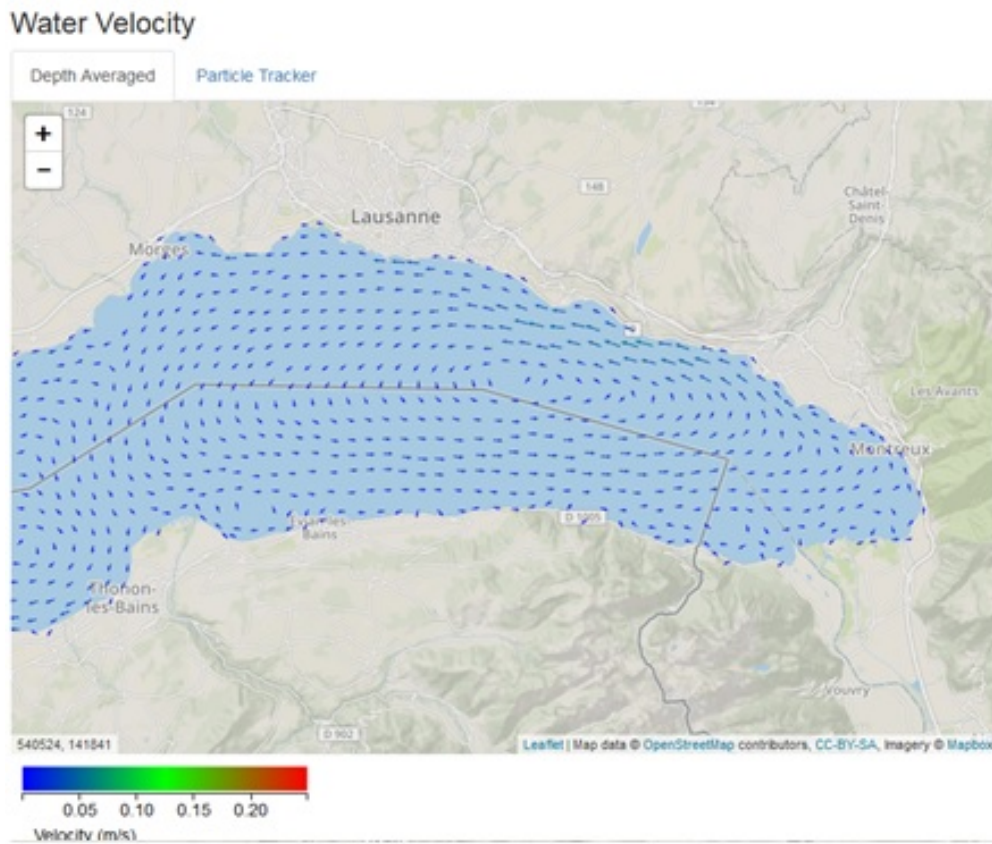 Water Velocity
Depth Averaged
Particle Tracker
124
+
−
148
Châtel-
Saint-
Denis
Lausanne
Morges
Les Avants
Montreux
D 1005
Bains
Thonon-
les-Bains
Vouvry
D 902
540524, 141841
Leaflet | Map data © OpenStreetMap contributors, CC-BY-SA, Imagery © Mapbox
0.05 0.10 0.15 0.20
Velocity (m/s)